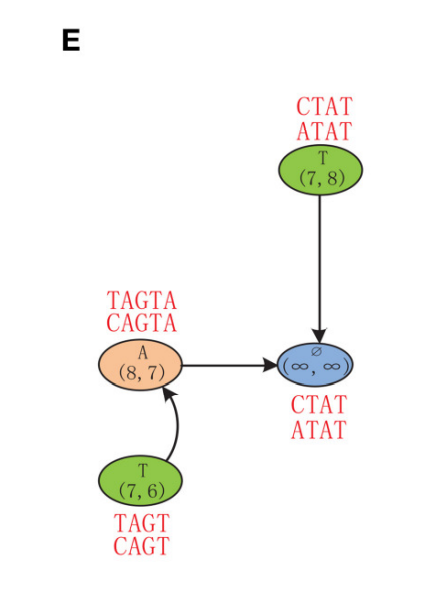 E
CTAT
ATAT
T
(7,8)
TAGTA
CAGTA
A
(8,7)
∅
(∞,∞)
CTAT
ATAT
T
(7,6)
TAGT
CAGT